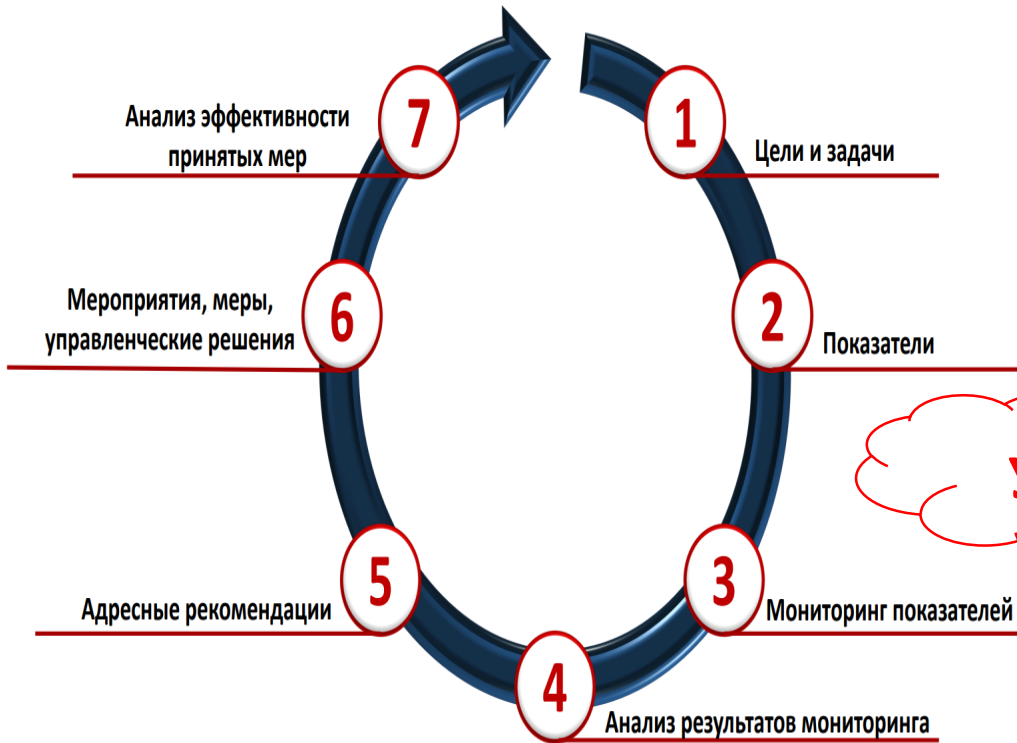 1
Цели и задачи
2
Показатели
3
Мониторинг показателей
4
Анализ результатов мониторинга
5
Адресные рекомендации
6
Мероприятия, меры,
управленческие решения
7
Анализ эффективности
принятых мер